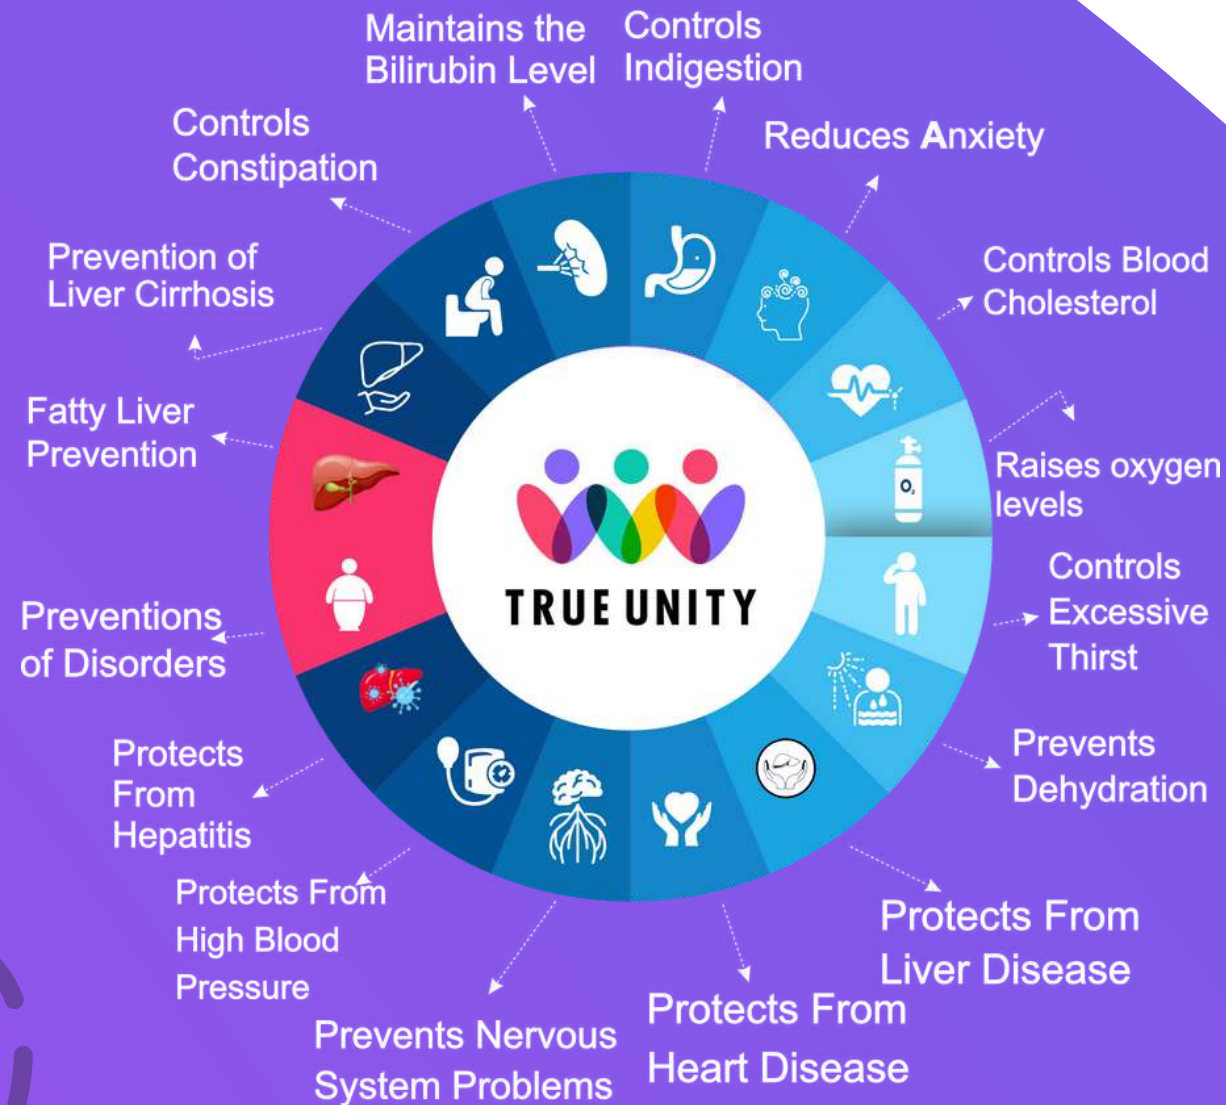 Maintains the
Bilirubin Level
Controls
Indigestion
Reduces Anxiety
Controls
Constipation
Controls Blood
Cholesterol
Prevention of
Liver Cirrhosis
Fatty Liver
Prevention
Raises oxygen
levels
O₂
TRUE UNITY
Controls
Excessive
Thirst
Preventions
of Disorders
Prevents
Dehydration
Protects
From
Hepatitis
Protects From
High Blood
Pressure
Protects From
Liver Disease
Protects From
Heart Disease
Prevents Nervous
System Problems